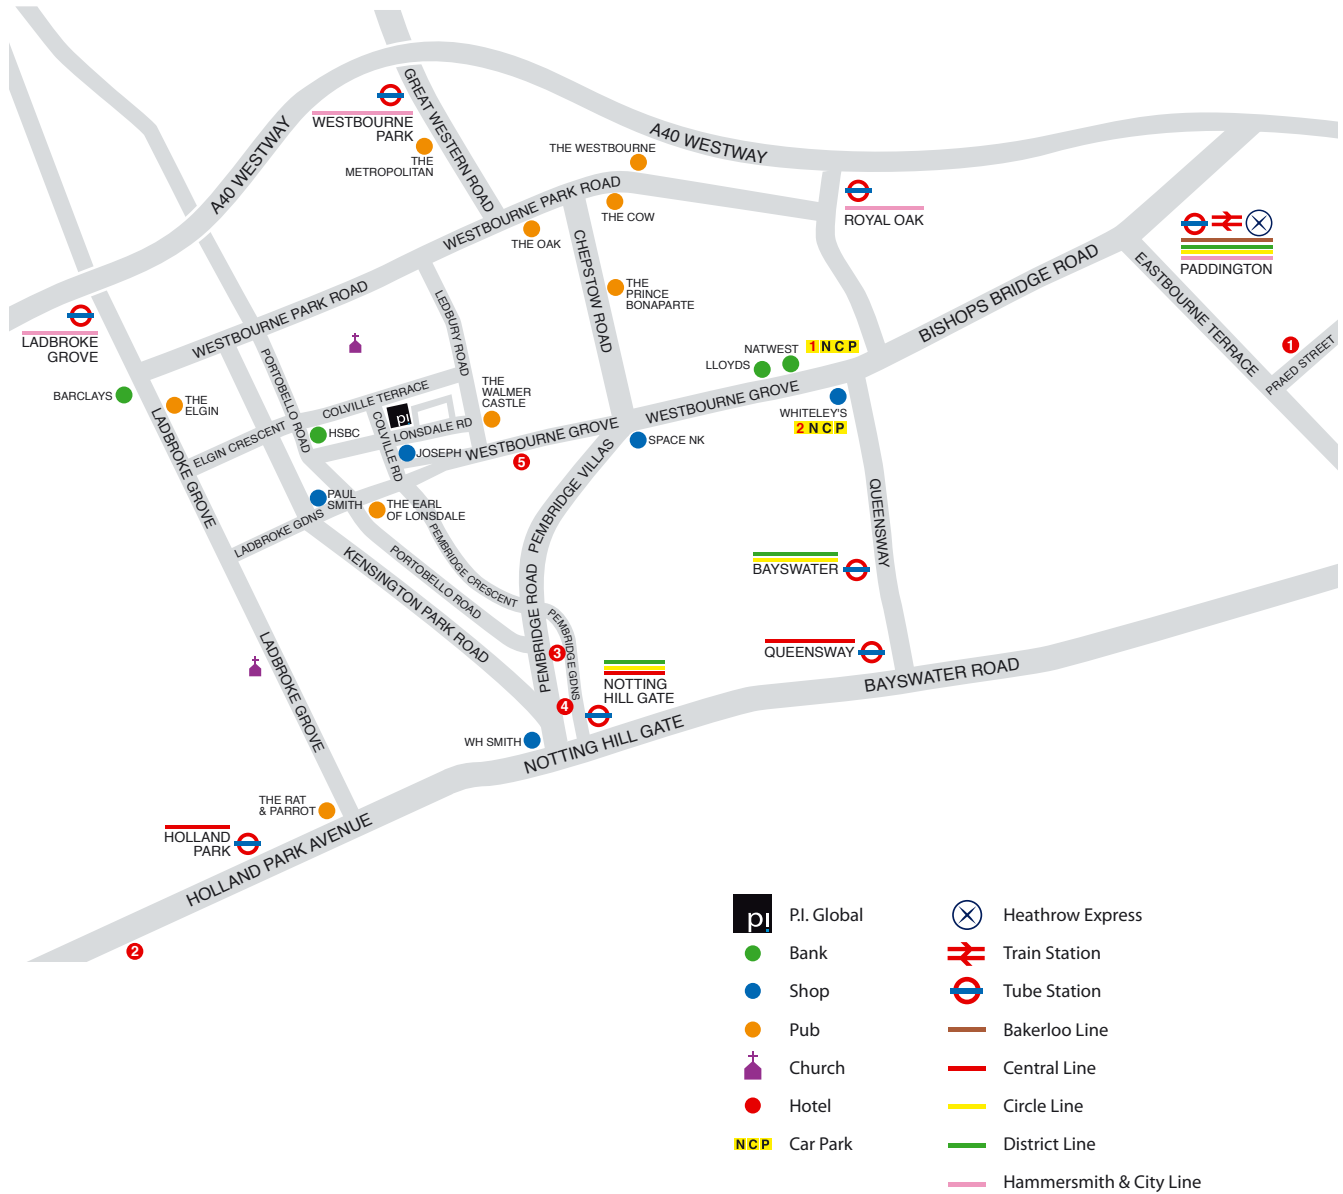 GREAT WESTERN ROAD
WESTBOURNE
PARK
THE
METROPOLITAN
A40 WESTWAY
THE WESTBOURNE
A40 WESTWAY
WESTBOURNE PARK ROAD
THE COW
THE OAK
ROYAL OAK
PADDINGTON
CHEPSTOW ROAD
BISHOPS BRIDGE ROAD
EASTBOURNE TERRACE
THE
PRINCE
BONAPARTE
LEDBURY ROAD
WESTBOURNE PARK ROAD
LADBROKE
GROVE
1
PRAED STREET
NATWEST
1 NCP
LLOYDS
BARCLAYS
THE
ELGIN
PORTOBELLO ROAD
COLVILLE TERRACE
THE
WALMER
CASTLE
WESTBOURNE GROVE
WHITELEY'S
2 NCP
pi
HSBC
COLVILLE RD
LONSDALE RD
WESTBOURNE GROVE
SPACE NK
JOSEPH
5
ELGIN CRESCENT
LADBROKE GROVE
PAUL
SMITH
THE EARL
OF LONSDALE
LADBROKE GDNS
PEMBRIDGE VILLAS
QUEENSWAY
KENSINGTON PARK ROAD
PORTOBELLO ROAD
PEMBRIDGE CRESCENT
BAYSWATER
PEMBRIDGE ROAD
PEMBRIDGE GDNS
3
QUEENSWAY
BAYSWATER ROAD
LADBROKE GROVE
NOTTING
HILL GATE
4
WH SMITH
NOTTING HILL GATE
THE RAT
& PARROT
HOLLAND
PARK
HOLLAND PARK AVENUE
2
pi
P.I. Global
Bank
Shop
Pub
Church
Hotel
NCP
Car Park
Heathrow Express
Train Station
Tube Station
Bakerloo Line
Central Line
Circle Line
District Line
Hammersmith & City Line